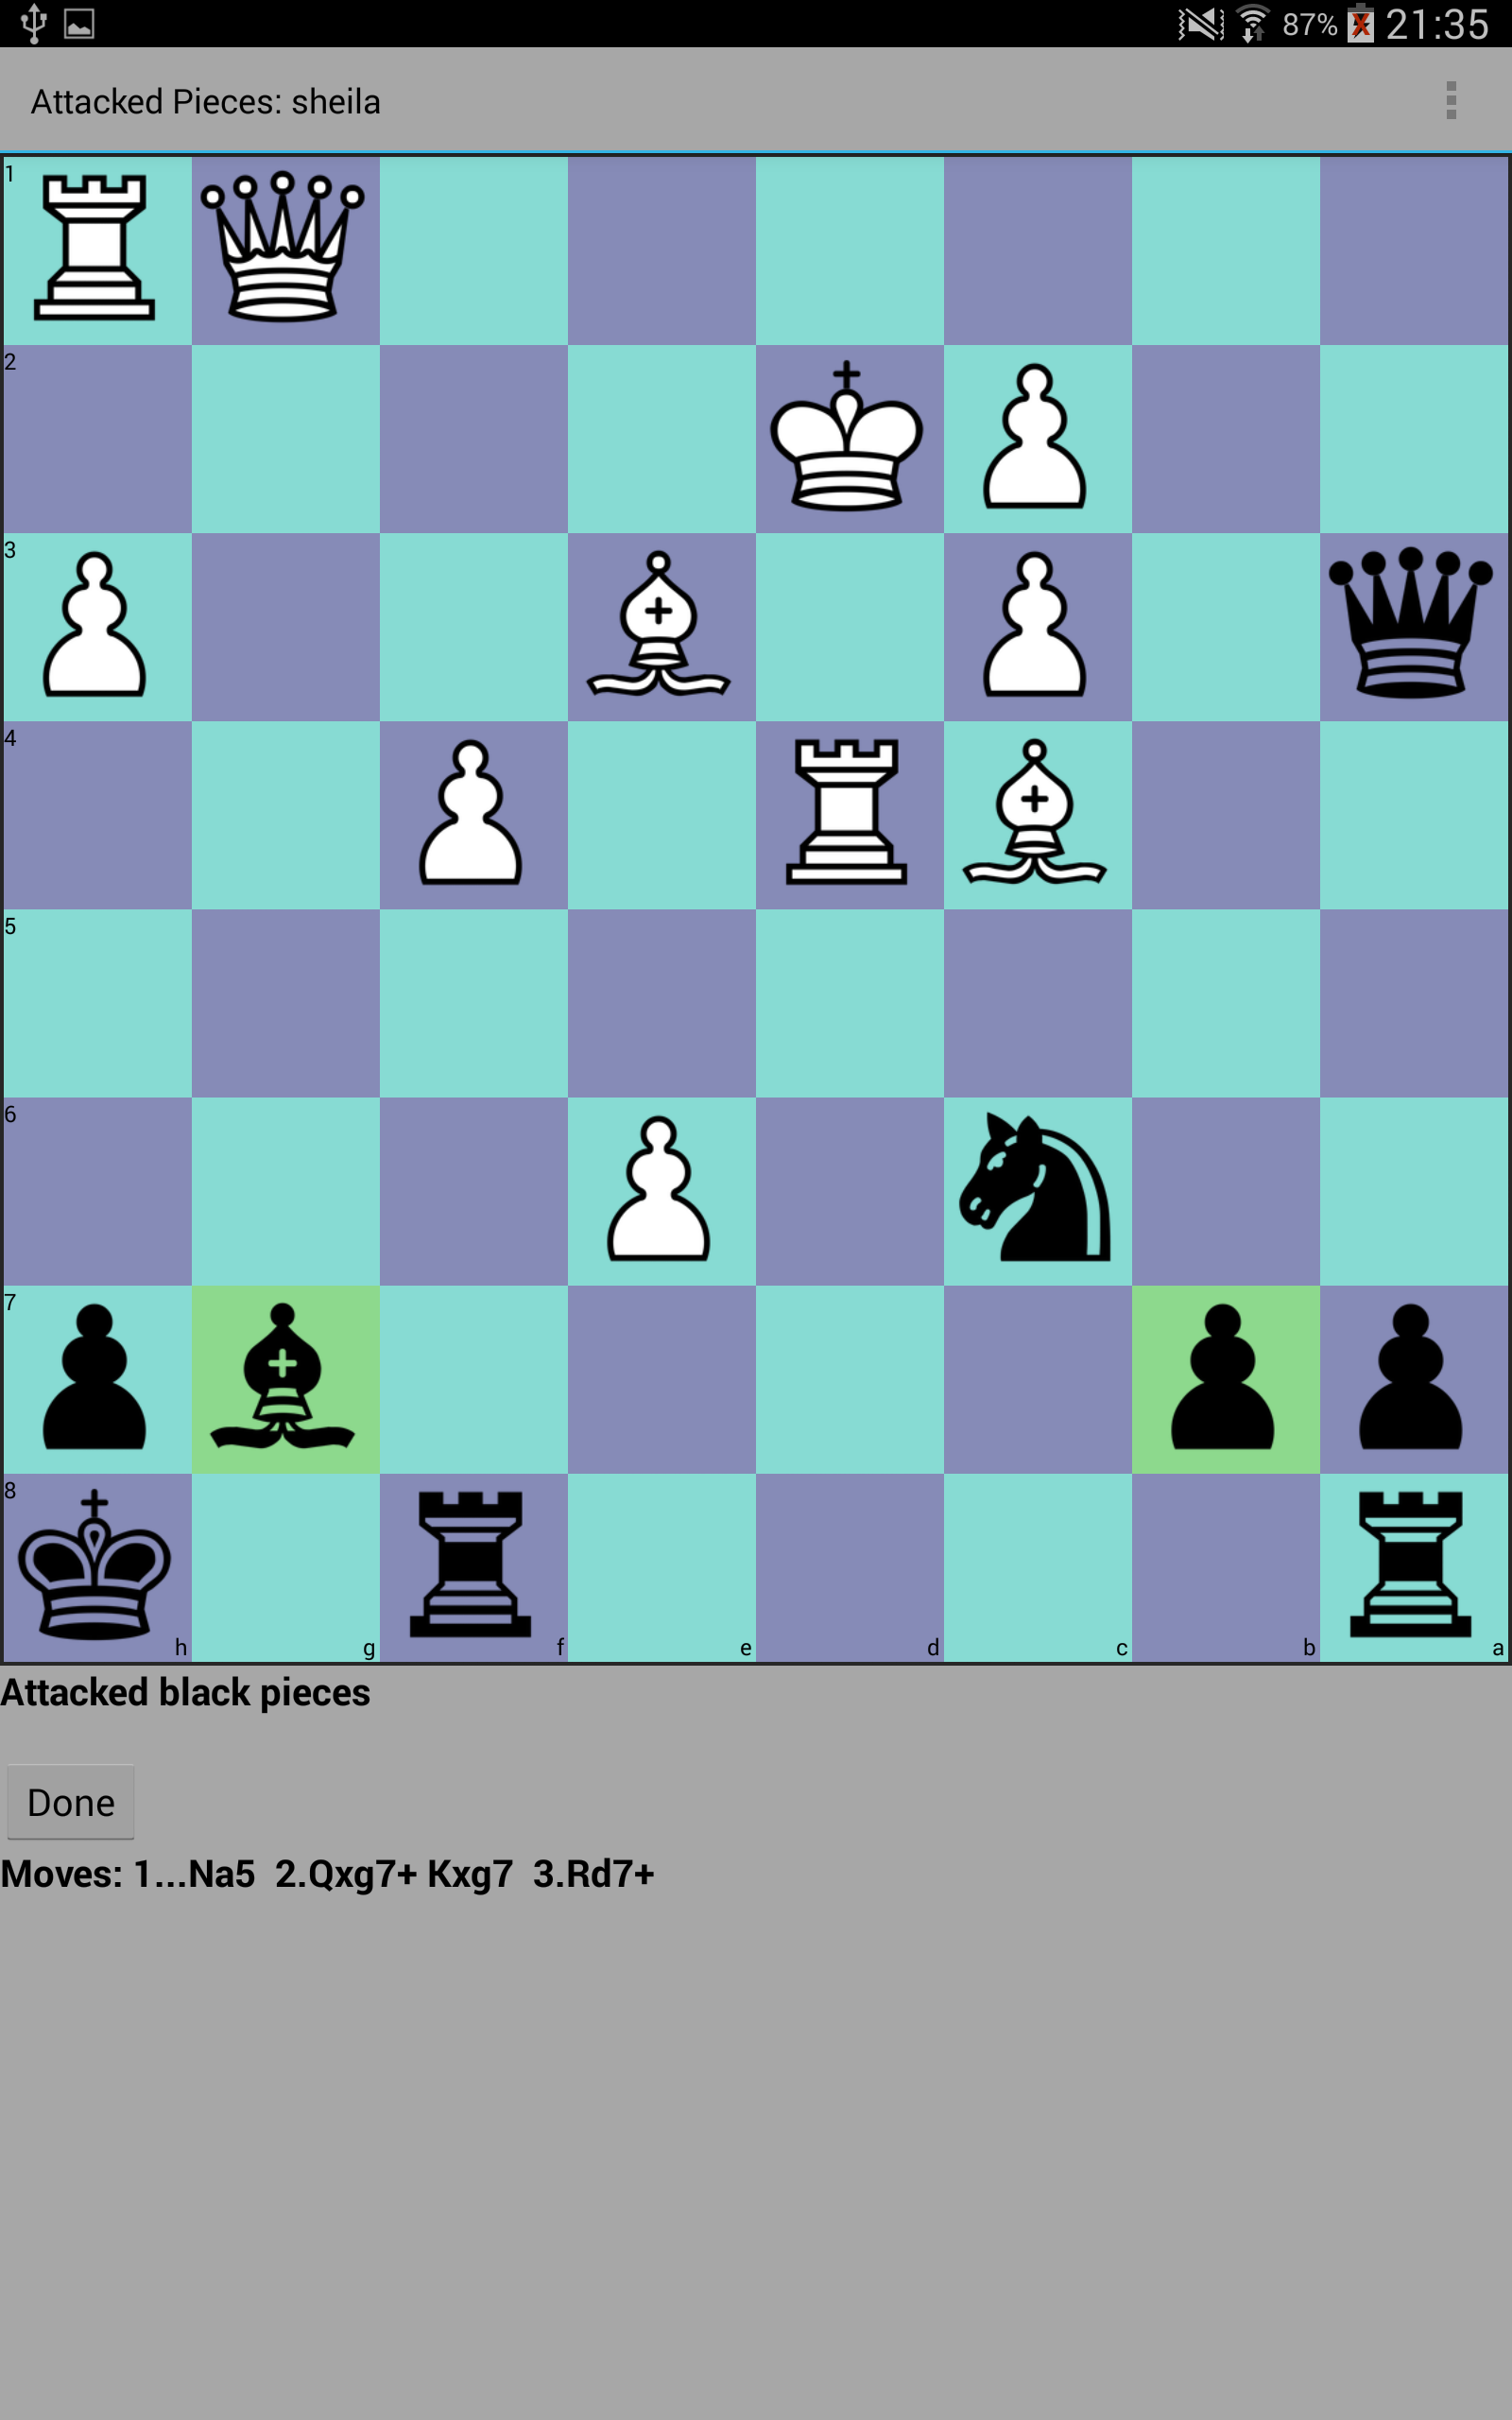 87% 21:35
Attacked Pieces: sheila
1
2
3
4
5
6
7
8
h g f e d c b a
Attacked black pieces
Done
Moves: 1...Na5 2.Qxg7+ Kxg7 3.Rd7+